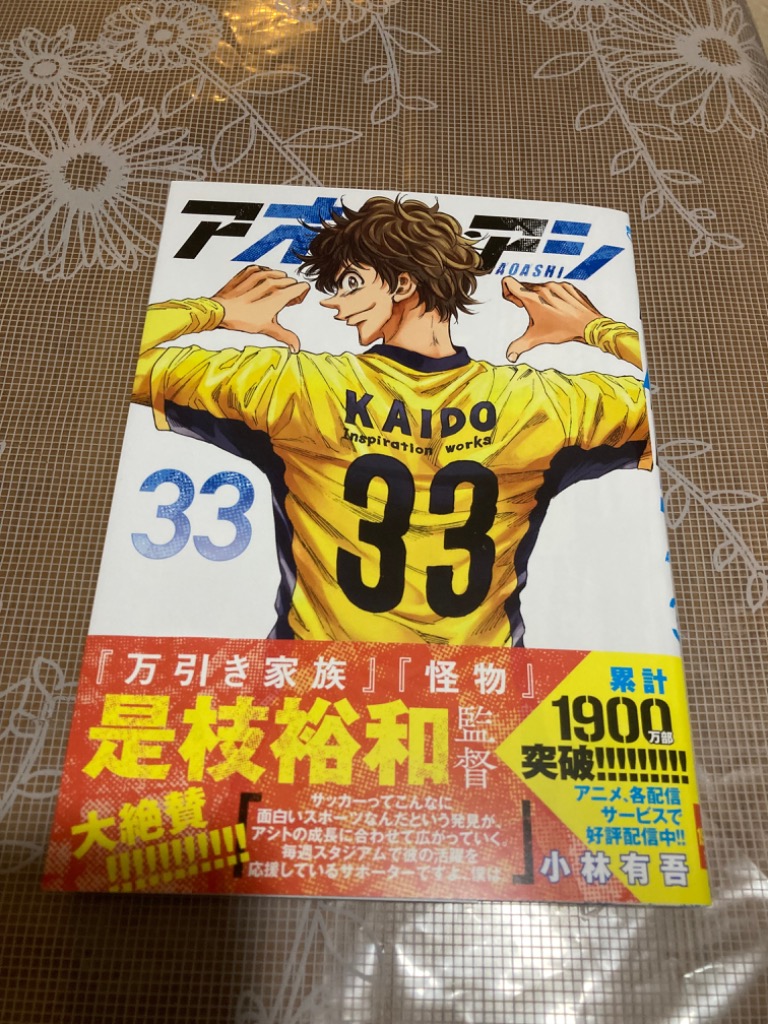 アオアシ
AOASHI
KAIDO
Inspiration works
33
33
『万引き家族』『怪物』
是枝裕和監督
大絶賛!!!!!!!!!!
サッカーってこんなに
面白いスポーツなんだという発見が、
アシトの成長に合わせて広がっていく。
毎週スタジアムで彼の活躍を
応援しているサポーターですよ、僕は
累計
1900万部
突破!!!!!!!!!
アニメ、各配信
サービスで
好評配信中!!
小林有吾